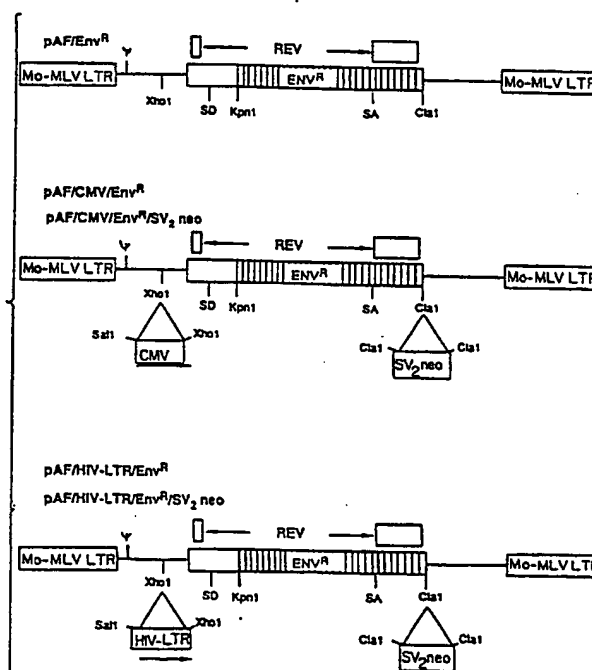 pAF/Env^R
REV
Ψ
Mo-MLV LTR ENV^R Mo-MLV LTR
Xho1 SD Kpn1 SA Cla1
pAF/CMV/Env^R
pAF/CMV/Env^R/SV₂ neo
REV
Ψ
Mo-MLV LTR ENV^R Mo-MLV LTR
Xho1 SD Kpn1 SA Cla1
Sal1 Xho1 Cla1 Cla1
CMV SV₂neo
pAF/HIV-LTR/Env^R
pAF/HIV-LTR/Env^R/SV₂ neo
REV
Ψ
Mo-MLV LTR ENV^R Mo-MLV LTR
Xho1 SD Kpn1 SA Cla1
Sal1 Xho1 Cla1 Cla1
HIV-LTR SV₂neo